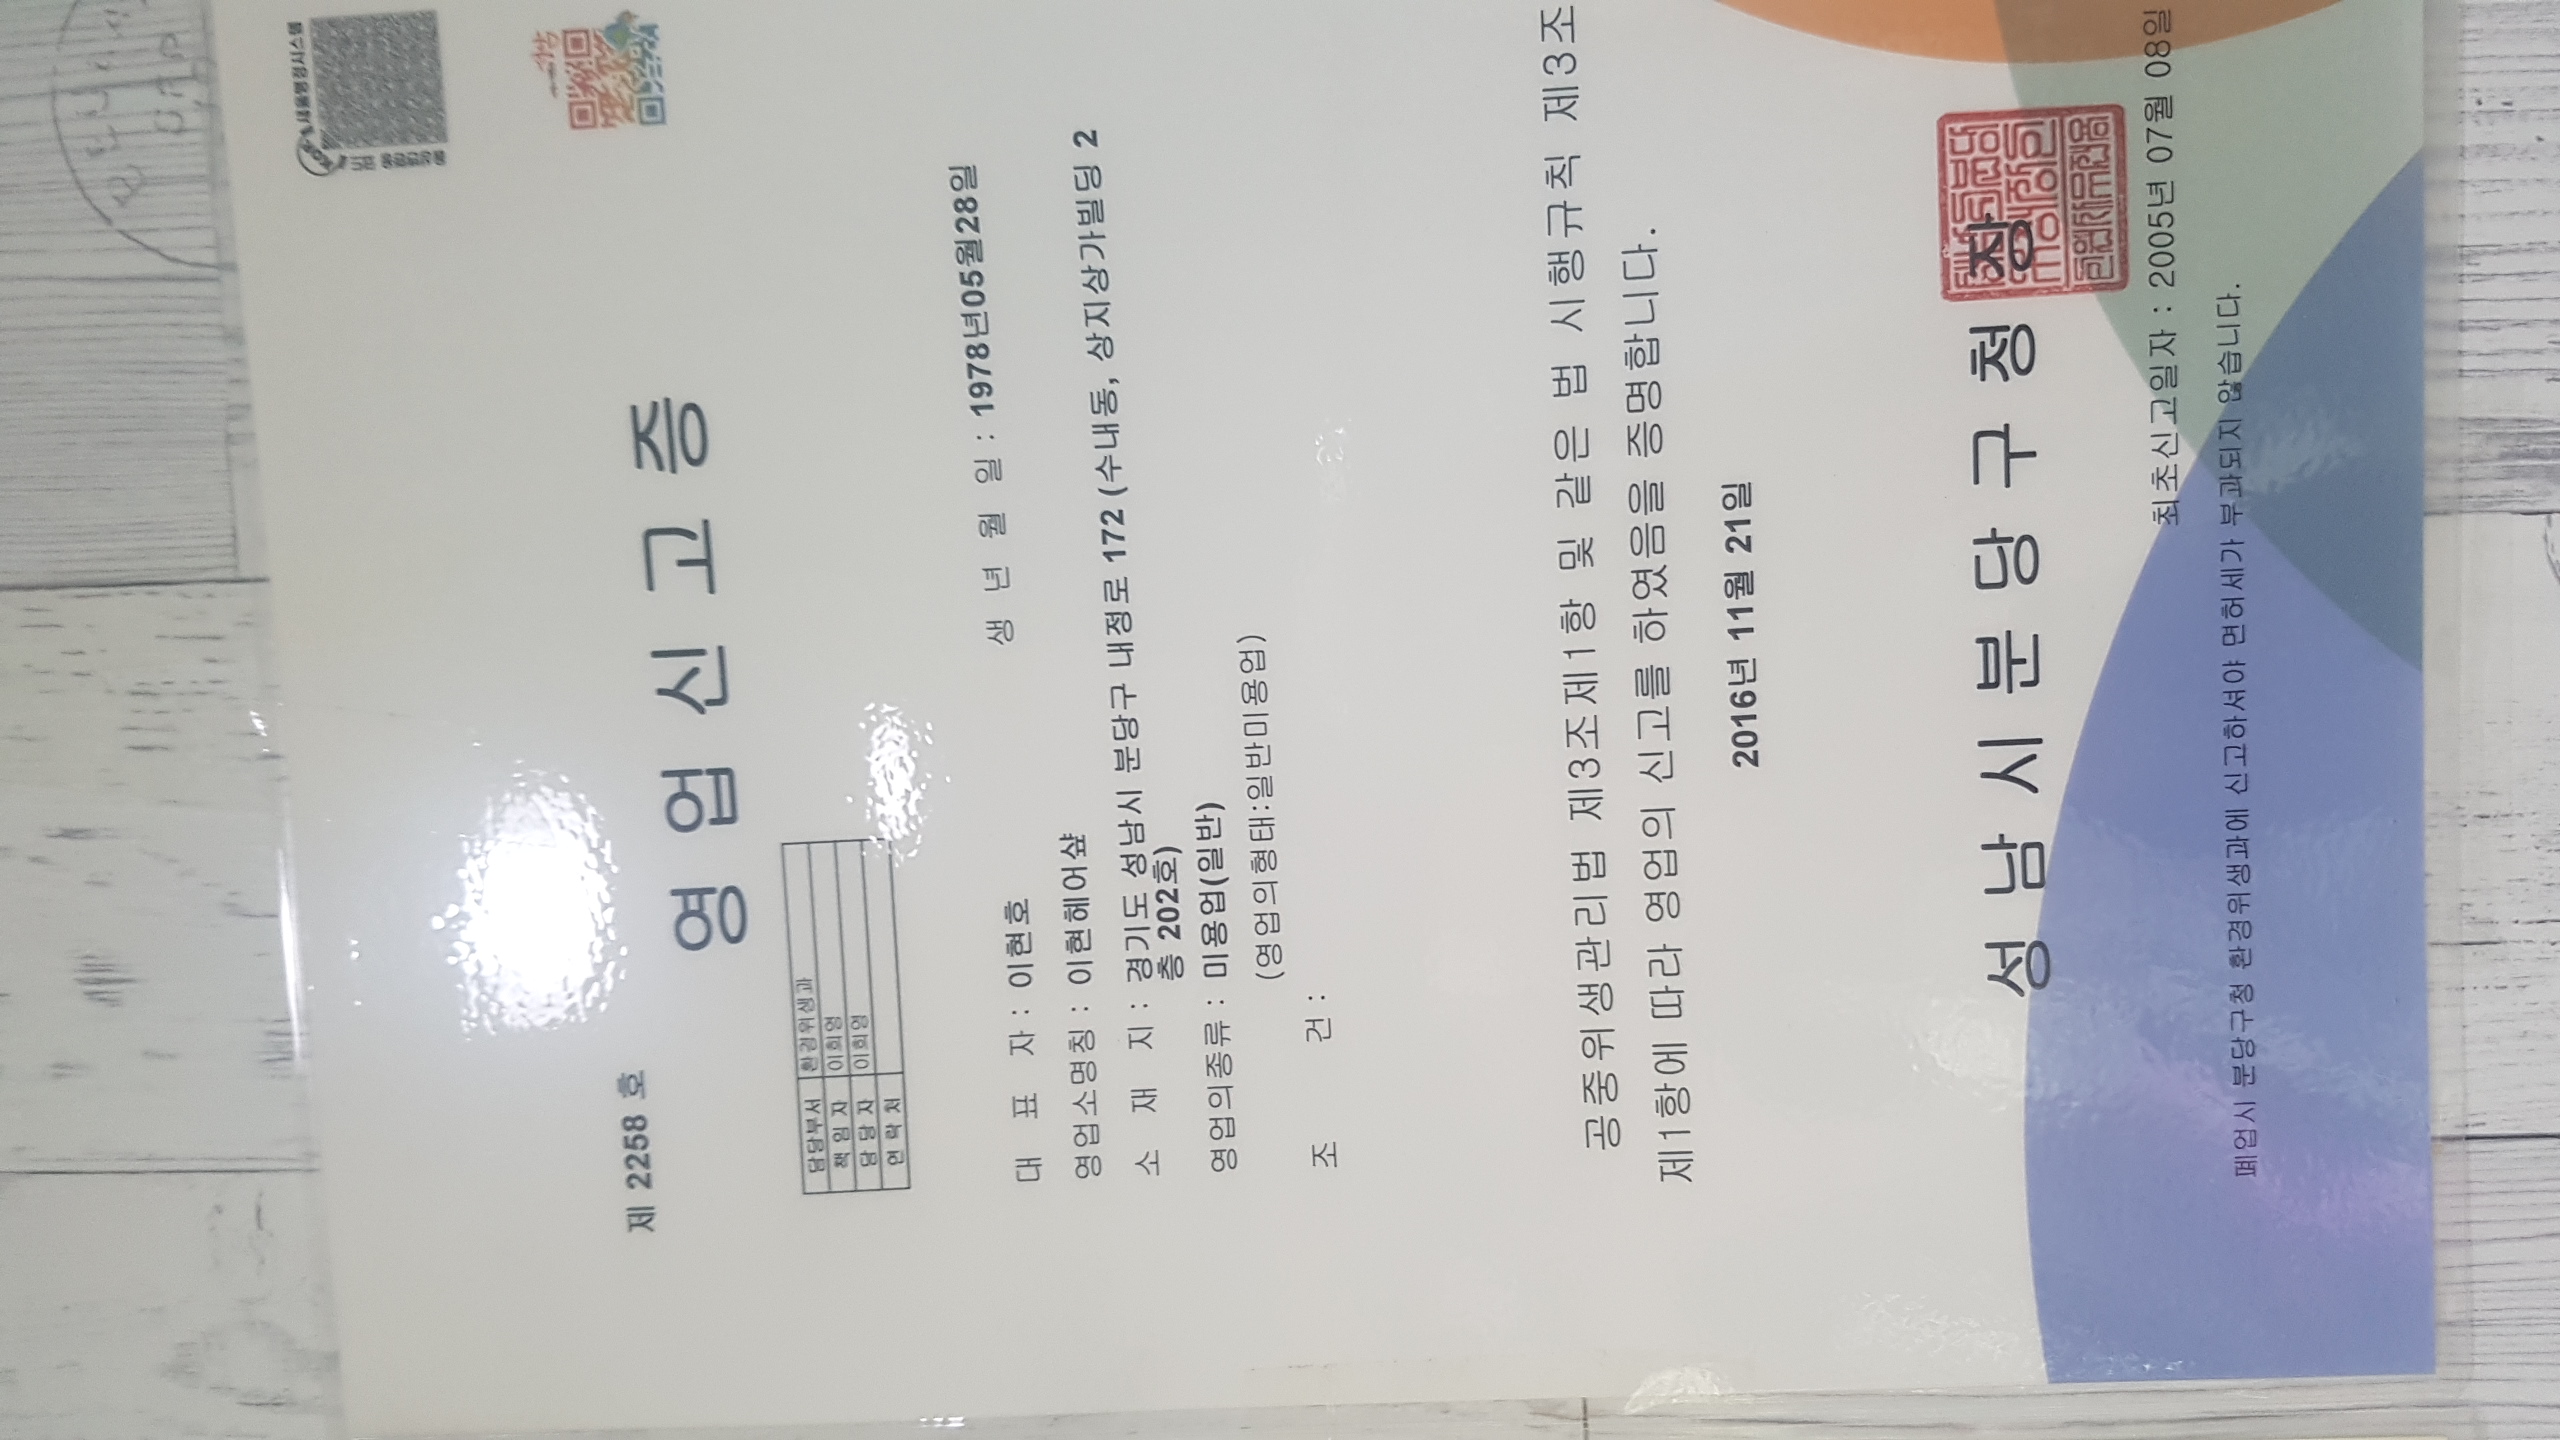 새올행정시스템
제 2258 호
영 업 신 고 증
담당부서 환경위생과
책 임 자 이희영
담 당 자 이희영
연 락 처
대 표 자 : 이현호 생 년 월 일 : 1978년05월28일
영업소명칭 : 이현헤어샾
소 재 지 : 경기도 성남시 분당구 내정로 172 (수내동, 상지상가빌딩 2
층 202호)
영업의종류 : 미용업(일반)
(영업의형태:일반미용업)
조 건 :
공중위생관리법 제3조제1항 및 같은 법 시행규칙 제3조
제1항에 따라 영업의 신고를 하였음을 증명합니다.
2016년 11월 21일
성 남 시 분 당 구 청 장
최초신고일자 : 2005년 07월 08일
폐업시 분당구청 환경위생과에 신고하셔야 면허세가 부과되지 않습니다.